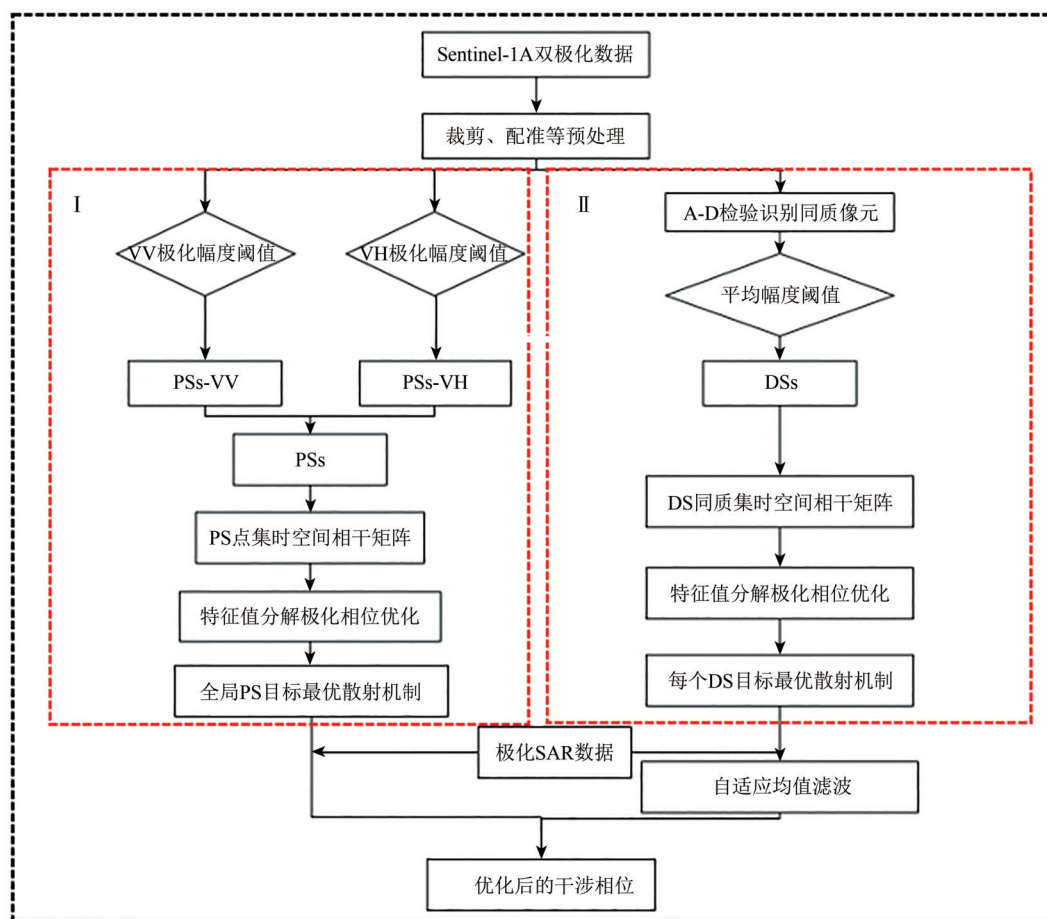 Sentinel-1A双极化数据
裁剪、配准等预处理
Ⅰ
VV极化幅度阈值
VH极化幅度阈值
PSs-VV
PSs-VH
PSs
PS点集时空间相干矩阵
特征值分解极化相位优化
全局PS目标最优散射机制
Ⅱ
A-D检验识别同质像元
平均幅度阈值
DSs
DS同质集时空间相干矩阵
特征值分解极化相位优化
每个DS目标最优散射机制
极化SAR数据
自适应均值滤波
优化后的干涉相位